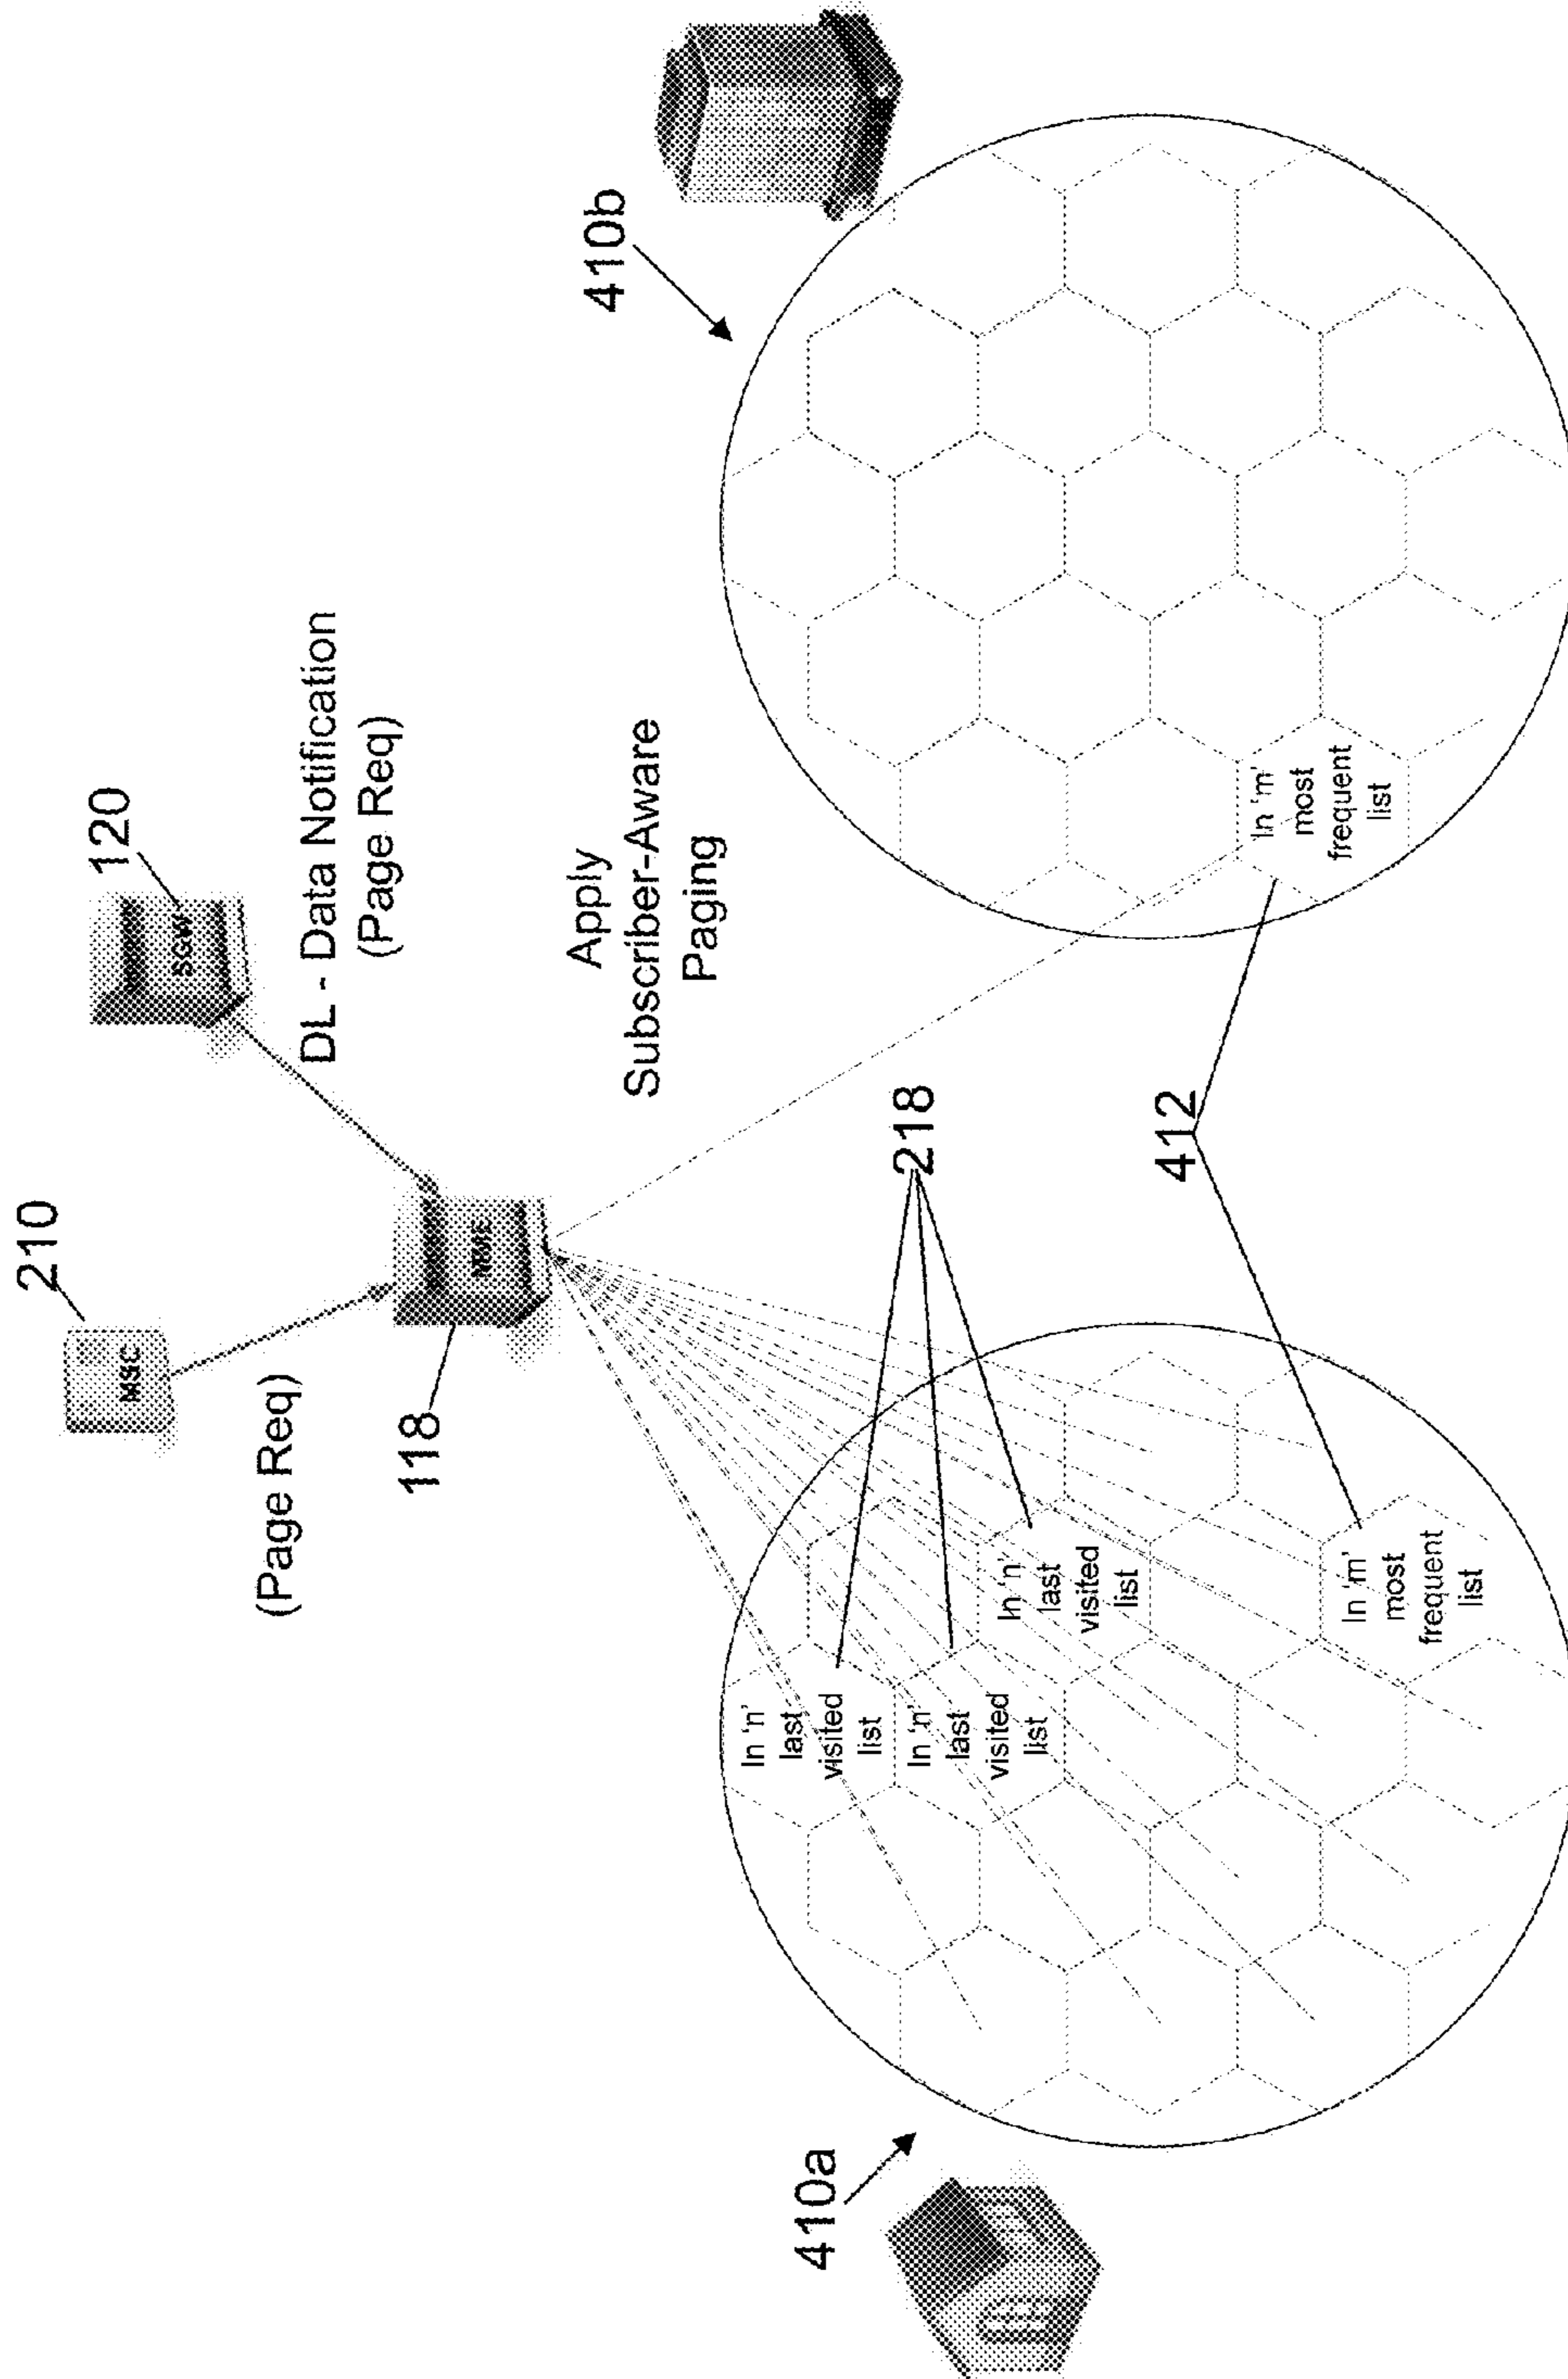 210
MSC
(Page Req)
120
SGW
DL - Data Notification
(Page Req)
118
MME
Apply
Subscriber-Aware
Paging
410a
410b
218
412
In 'n'
last
visited
list
In 'n'
last
visited
list
In 'n'
last
visited
list
In 'm'
most
frequent
list
In 'm'
most
frequent
list